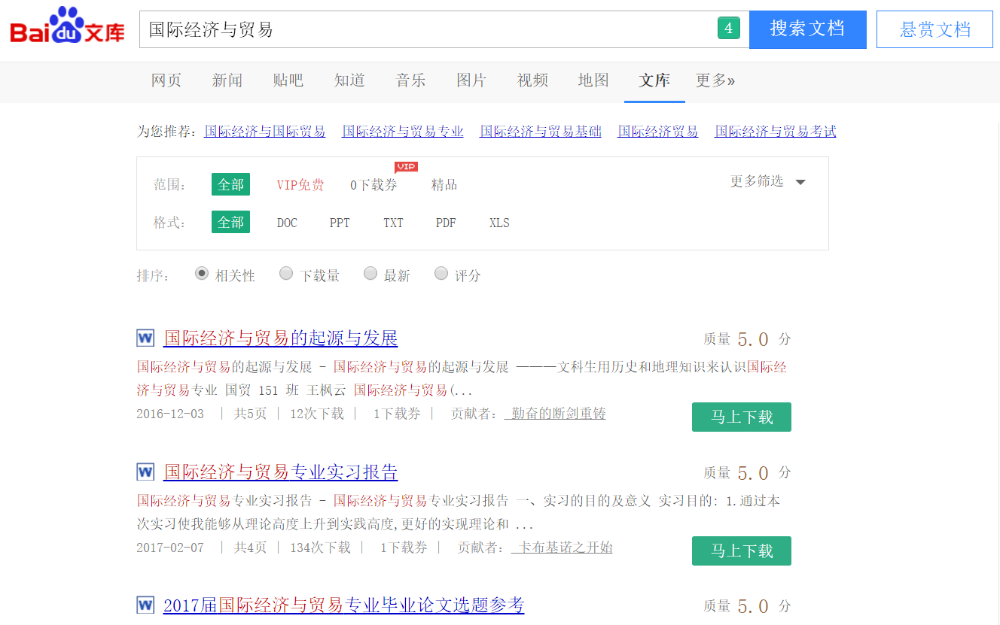 Bai du 文库 国际经济与贸易 4 搜索文档 悬赏文档
网页 新闻 贴吧 知道 音乐 图片 视频 地图 文库 更多»
为您推荐: 国际经济与国际贸易 国际经济与贸易专业 国际经济与贸易基础 国际经济贸易 国际经济与贸易考试
VIP
范围: 全部 VIP免费 0下载券 精品 更多筛选
格式: 全部 DOC PPT TXT PDF XLS
排序: 相关性 下载量 最新 评分
W 国际经济与贸易的起源与发展 质量 5.0 分
国际经济与贸易的起源与发展 - 国际经济与贸易的起源与发展 ———文科生用历史和地理知识来认识国际经
济与贸易专业 国贸 151 班 王枫云 国际经济与贸易(...
2016-12-03 | 共5页 | 12次下载 | 1下载券 | 贡献者: 勤奋的断剑重铸 马上下载
W 国际经济与贸易专业实习报告 质量 5.0 分
国际经济与贸易专业实习报告 - 国际经济与贸易专业实习报告 一、实习的目的及意义 实习目的: 1.通过本
次实习使我能够从理论高度上升到实践高度,更好的实现理论和 ...
2017-02-07 | 共4页 | 134次下载 | 1下载券 | 贡献者: 卡布基诺之开始 马上下载
W 2017届国际经济与贸易专业毕业论文选题参考 质量 5.0 分